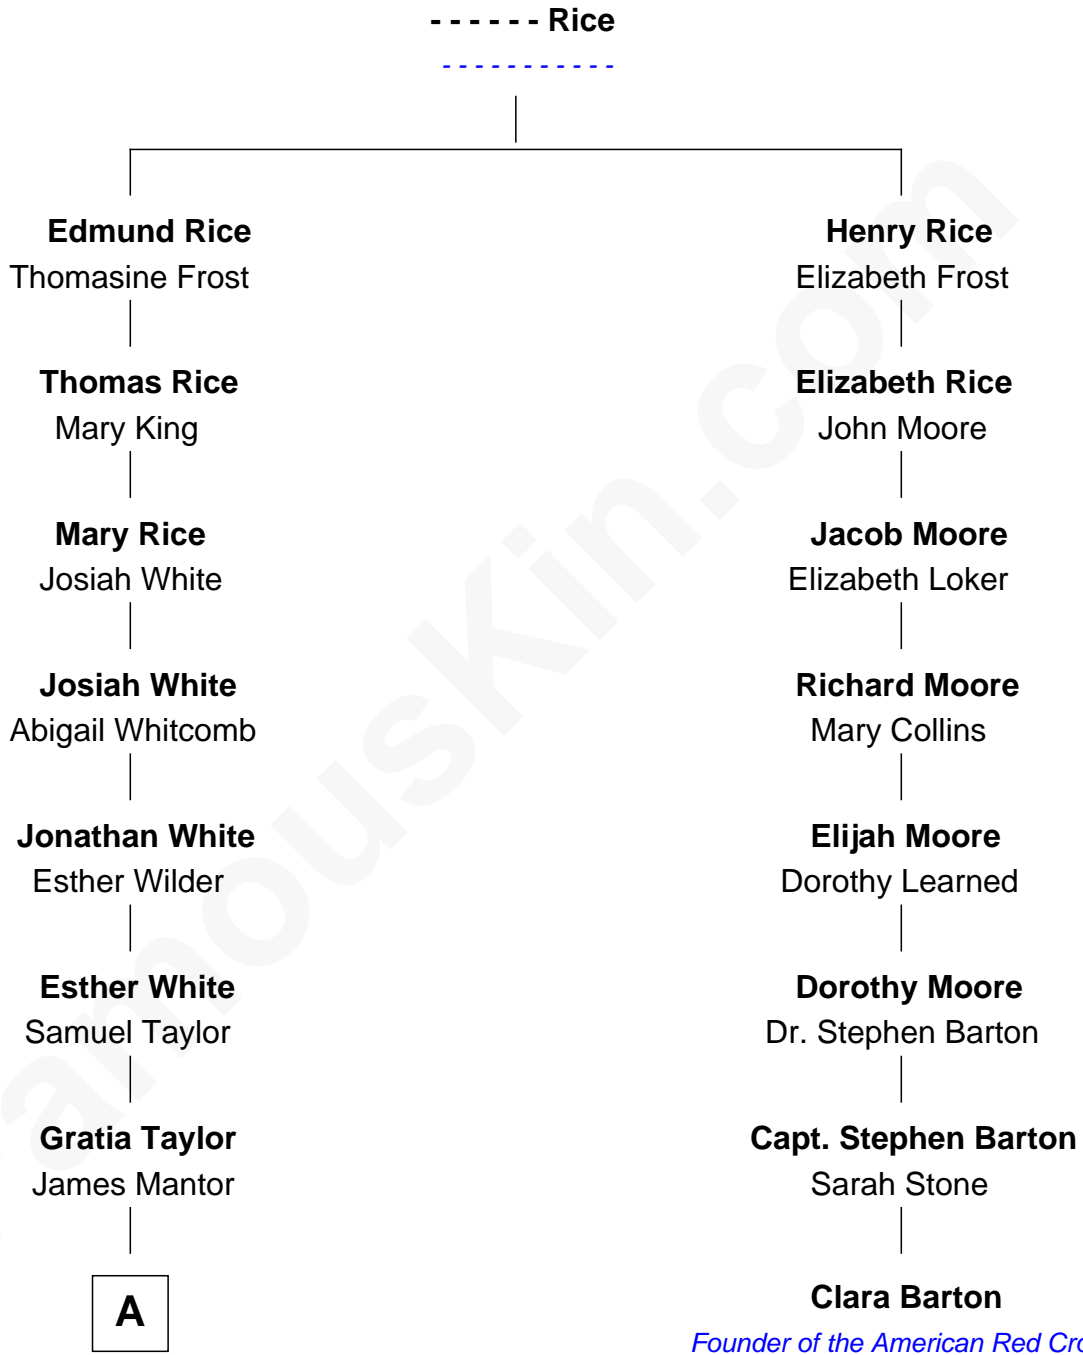 - - - - - - Rice
- - - - - - - - - - -
Edmund Rice
Thomasine Frost
Henry Rice
Elizabeth Frost
Thomas Rice
Mary King
Elizabeth Rice
John Moore
Mary Rice
Josiah White
Jacob Moore
Elizabeth Loker
Josiah White
Abigail Whitcomb
Richard Moore
Mary Collins
Jonathan White
Esther Wilder
Elijah Moore
Dorothy Learned
Esther White
Samuel Taylor
Dorothy Moore
Dr. Stephen Barton
Gratia Taylor
James Mantor
Capt. Stephen Barton
Sarah Stone
A
Clara Barton
Founder of the American Red Cro
amouskin.com